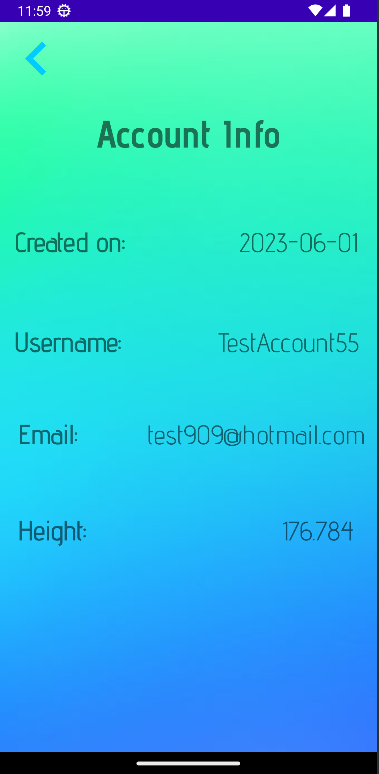 11:59
Account Info
Created on: 2023-06-01
Username: TestAccount55
Email: test909@hotmail.com
Height: 176.784